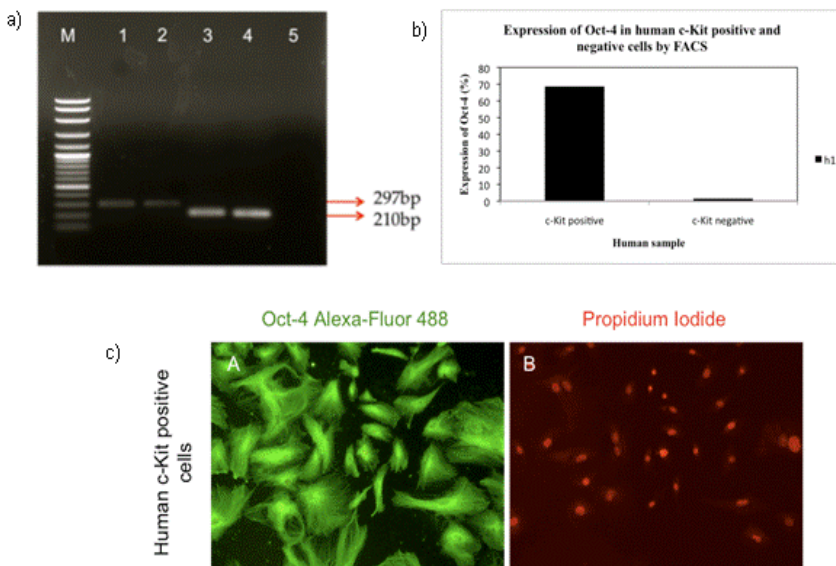 a)
M 1 2 3 4 5
297bp
210bp
b)
Expression of Oct-4 in human c-Kit positive and
negative cells by FACS
Expression of Oct-4 (%)
80
70
60
50
40
30
20
10
0
c-Kit positive c-Kit negative
Human sample
h1
c)
Oct-4 Alexa-Fluor 488 Propidium Iodide
Human c-Kit positive
cells
A B